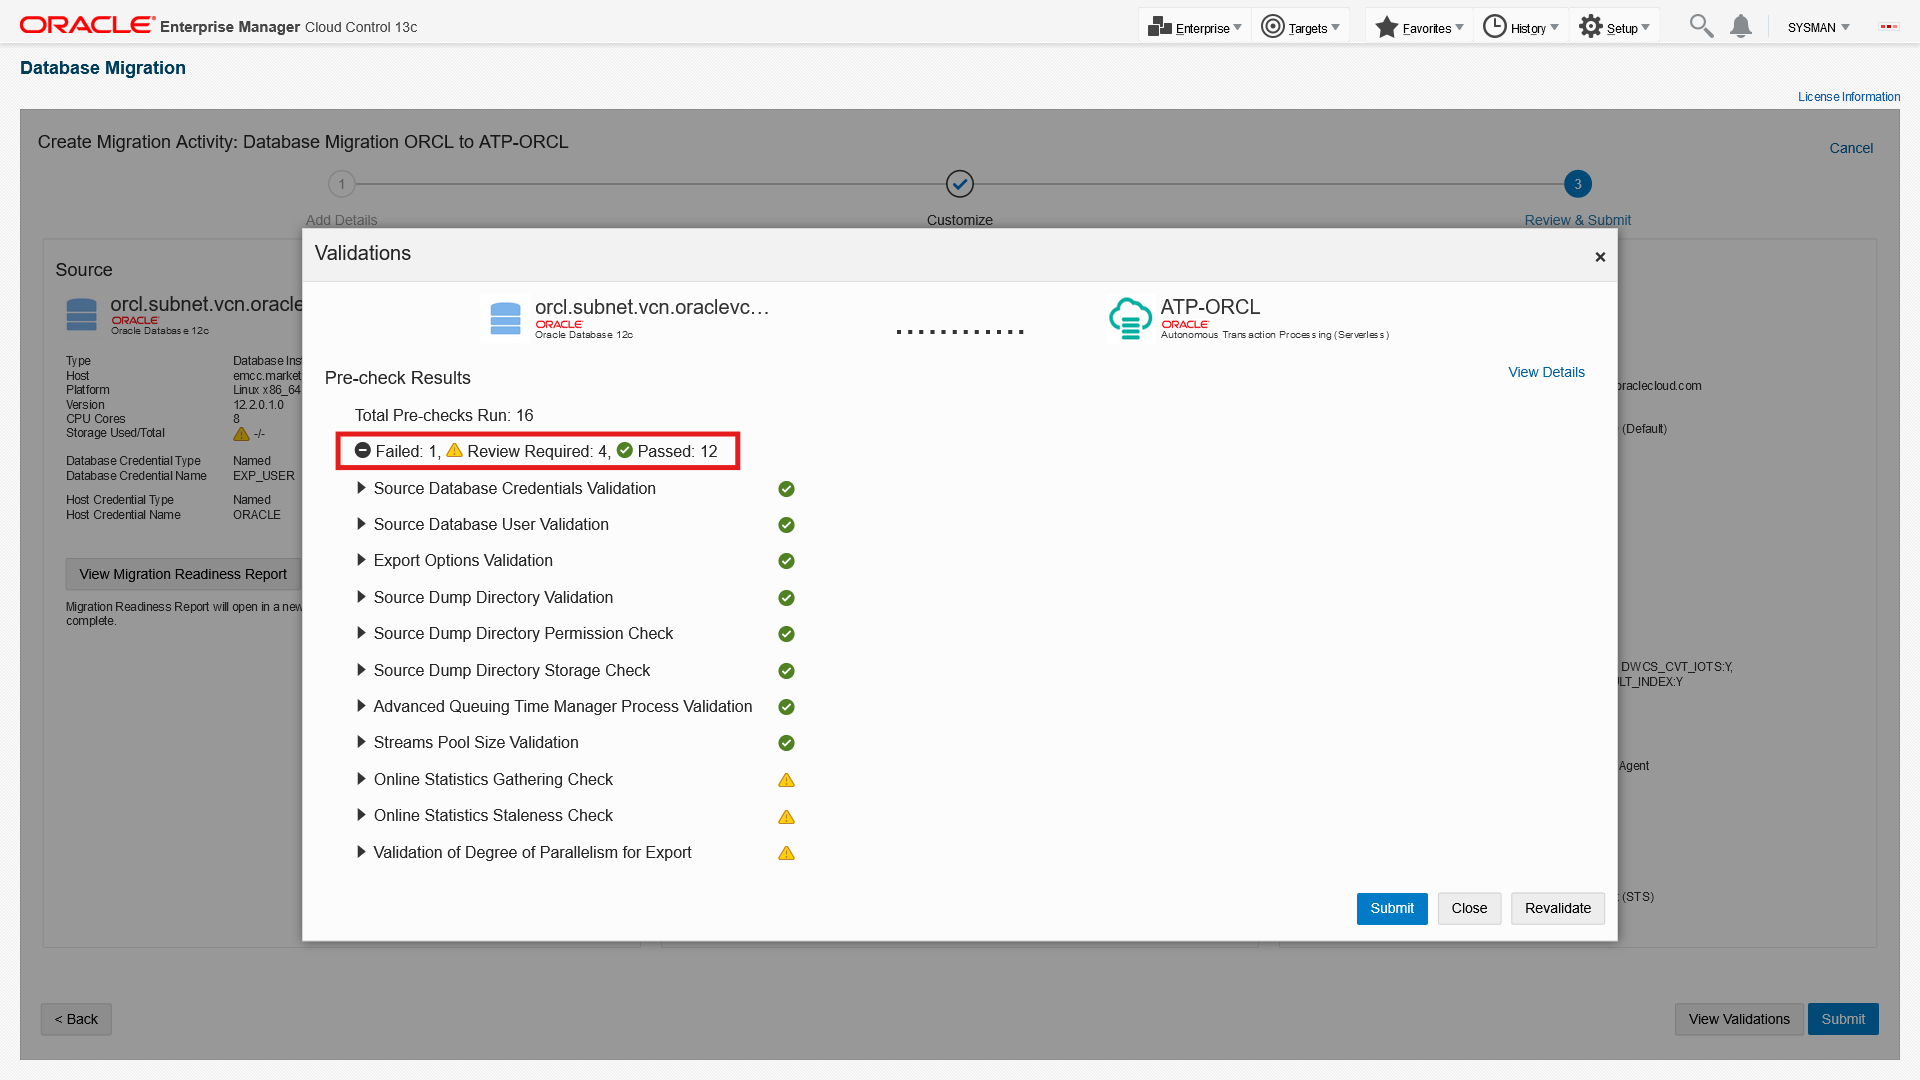 ORACLE Enterprise Manager Cloud Control 13c
Enterprise
Targets
Favorites
History
Setup
SYSMAN
Database Migration
License Information
Create Migration Activity: Database Migration ORCL to ATP-ORCL
Cancel
1
3
Add Details
Customize
Review & Submit
Source
orcl.subnet.vcn.oracle
ORACLE
Oracle Database 12c
Type Database Ins
Host emcc.market
Platform Linux x86_64
Version 12.2.0.1.0
CPU Cores 8
Storage Used/Total -/-
Database Credential Type Named
Database Credential Name EXP_USER
Host Credential Type Named
Host Credential Name ORACLE
View Migration Readiness Report
Migration Readiness Report will open in a new
complete.
Validations
×
orcl.subnet.vcn.oraclevc...
ORACLE
Oracle Database 12c
ATP-ORCL
ORACLE
Autonomous Transaction Processing (Serverless)
Pre-check Results
View Details
Total Pre-checks Run: 16
Failed: 1, Review Required: 4, Passed: 12
Source Database Credentials Validation
Source Database User Validation
Export Options Validation
Source Dump Directory Validation
Source Dump Directory Permission Check
Source Dump Directory Storage Check
Advanced Queuing Time Manager Process Validation
Streams Pool Size Validation
Online Statistics Gathering Check
Online Statistics Staleness Check
Validation of Degree of Parallelism for Export
Submit
Close
Revalidate
oraclecloud.com
(Default)
DWCS_CVT_IOTS:Y,
ULT_INDEX:Y
Agent
(STS)
< Back
View Validations
Submit